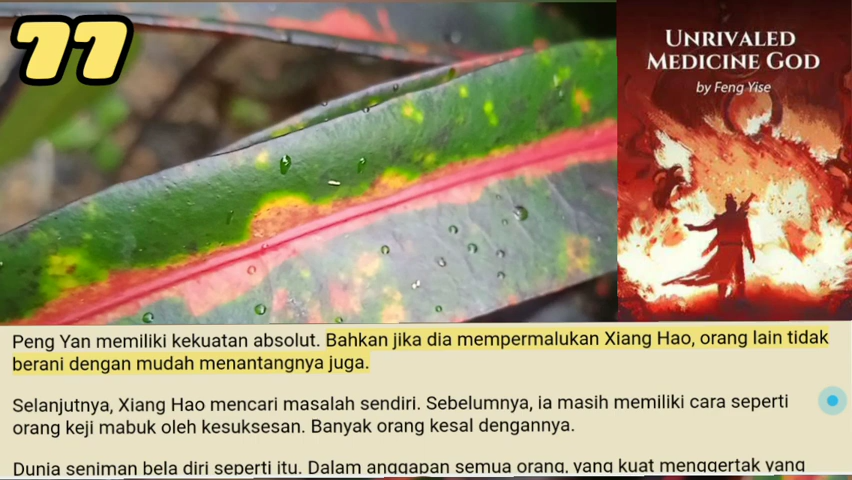 77
UNRIVALED
MEDICINE GOD
by Feng Yise
Peng Yan memiliki kekuatan absolut. Bahkan jika dia mempermalukan Xiang Hao, orang lain tidak
berani dengan mudah menantangnya juga.
Selanjutnya, Xiang Hao mencari masalah sendiri. Sebelumnya, ia masih memiliki cara seperti
orang keji mabuk oleh kesuksesan. Banyak orang kesal dengannya.
Dunia seniman bela diri seperti itu. Dalam anggapan semua orang, yang kuat menggertak yang